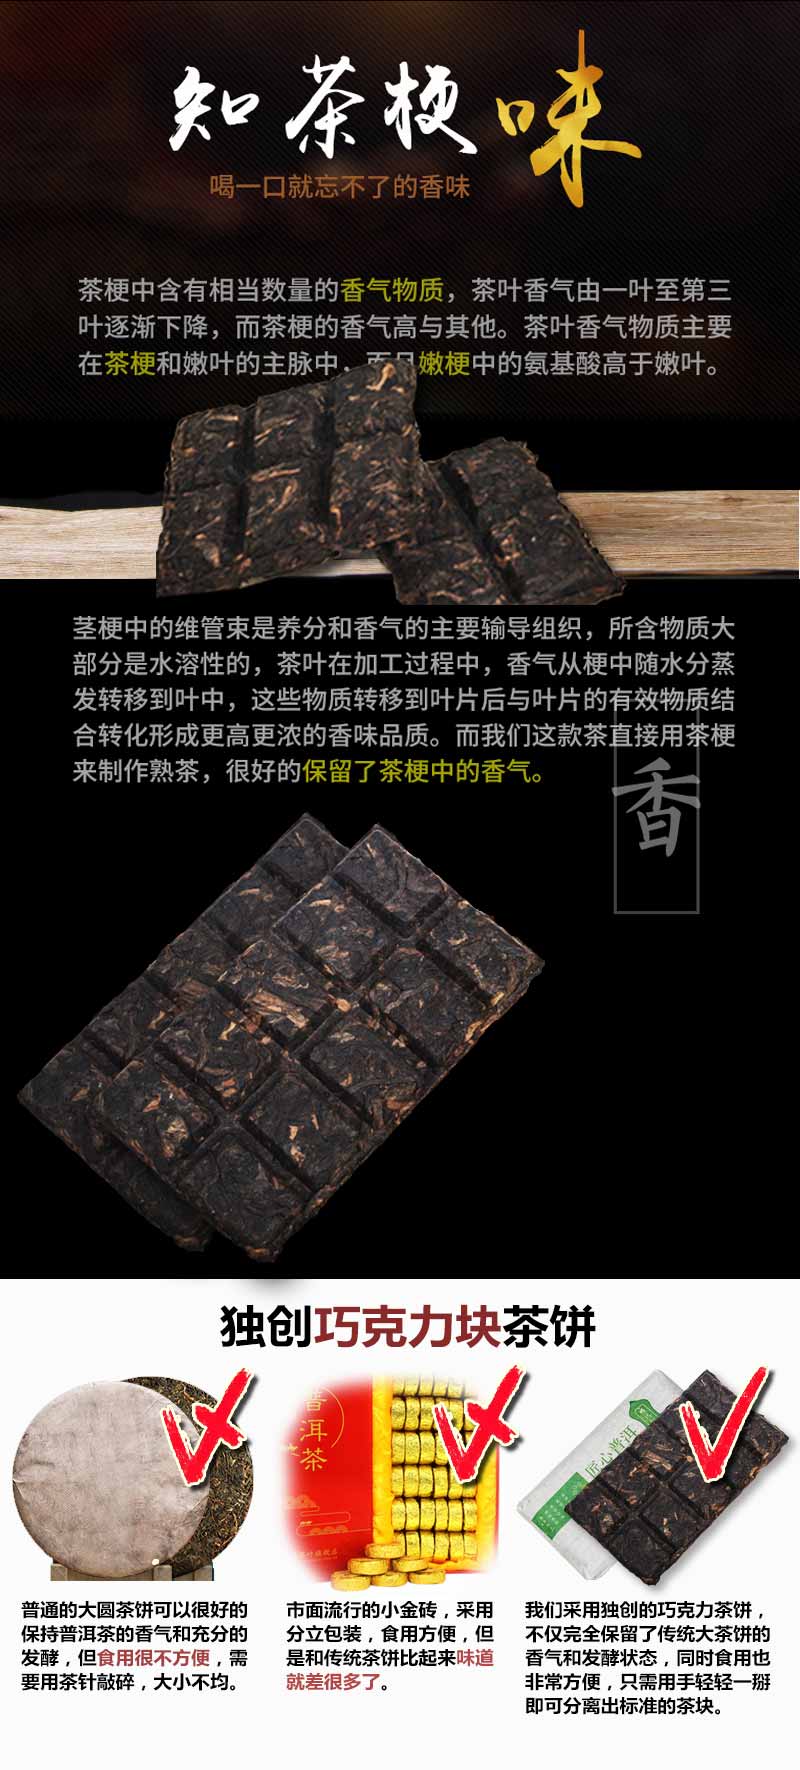 知茶梗味
喝一口就忘不了的香味
茶梗中含有相当数量的香气物质，茶叶香气由一叶至第三
叶逐渐下降，而茶梗的香气高与其他。茶叶香气物质主要
在茶梗和嫩叶的主脉中，而且嫩梗中的氨基酸高于嫩叶。
茎梗中的维管束是养分和香气的主要输导组织，所含物质大
部分是水溶性的，茶叶在加工过程中，香气从梗中随水分蒸
发转移到叶中，这些物质转移到叶片后与叶片的有效物质结
合转化形成更高更浓的香味品质。而我们这款茶直接用茶梗
来制作熟茶，很好的保留了茶梗中的香气。
香
独创巧克力块茶饼
普洱茶
匠心普洱
普通的大圆茶饼可以很好的
保持普洱茶的香气和充分的
发酵，但食用很不方便，需
要用茶针敲碎，大小不均。
市面流行的小金砖，采用
分立包装，食用方便，但
是和传统茶饼比起来味道
就差很多了。
我们采用独创的巧克力茶饼，
不仅完全保留了传统大茶饼的
香气和发酵状态，同时食用也
非常方便，只需用手轻轻一掰
即可分离出标准的茶块。